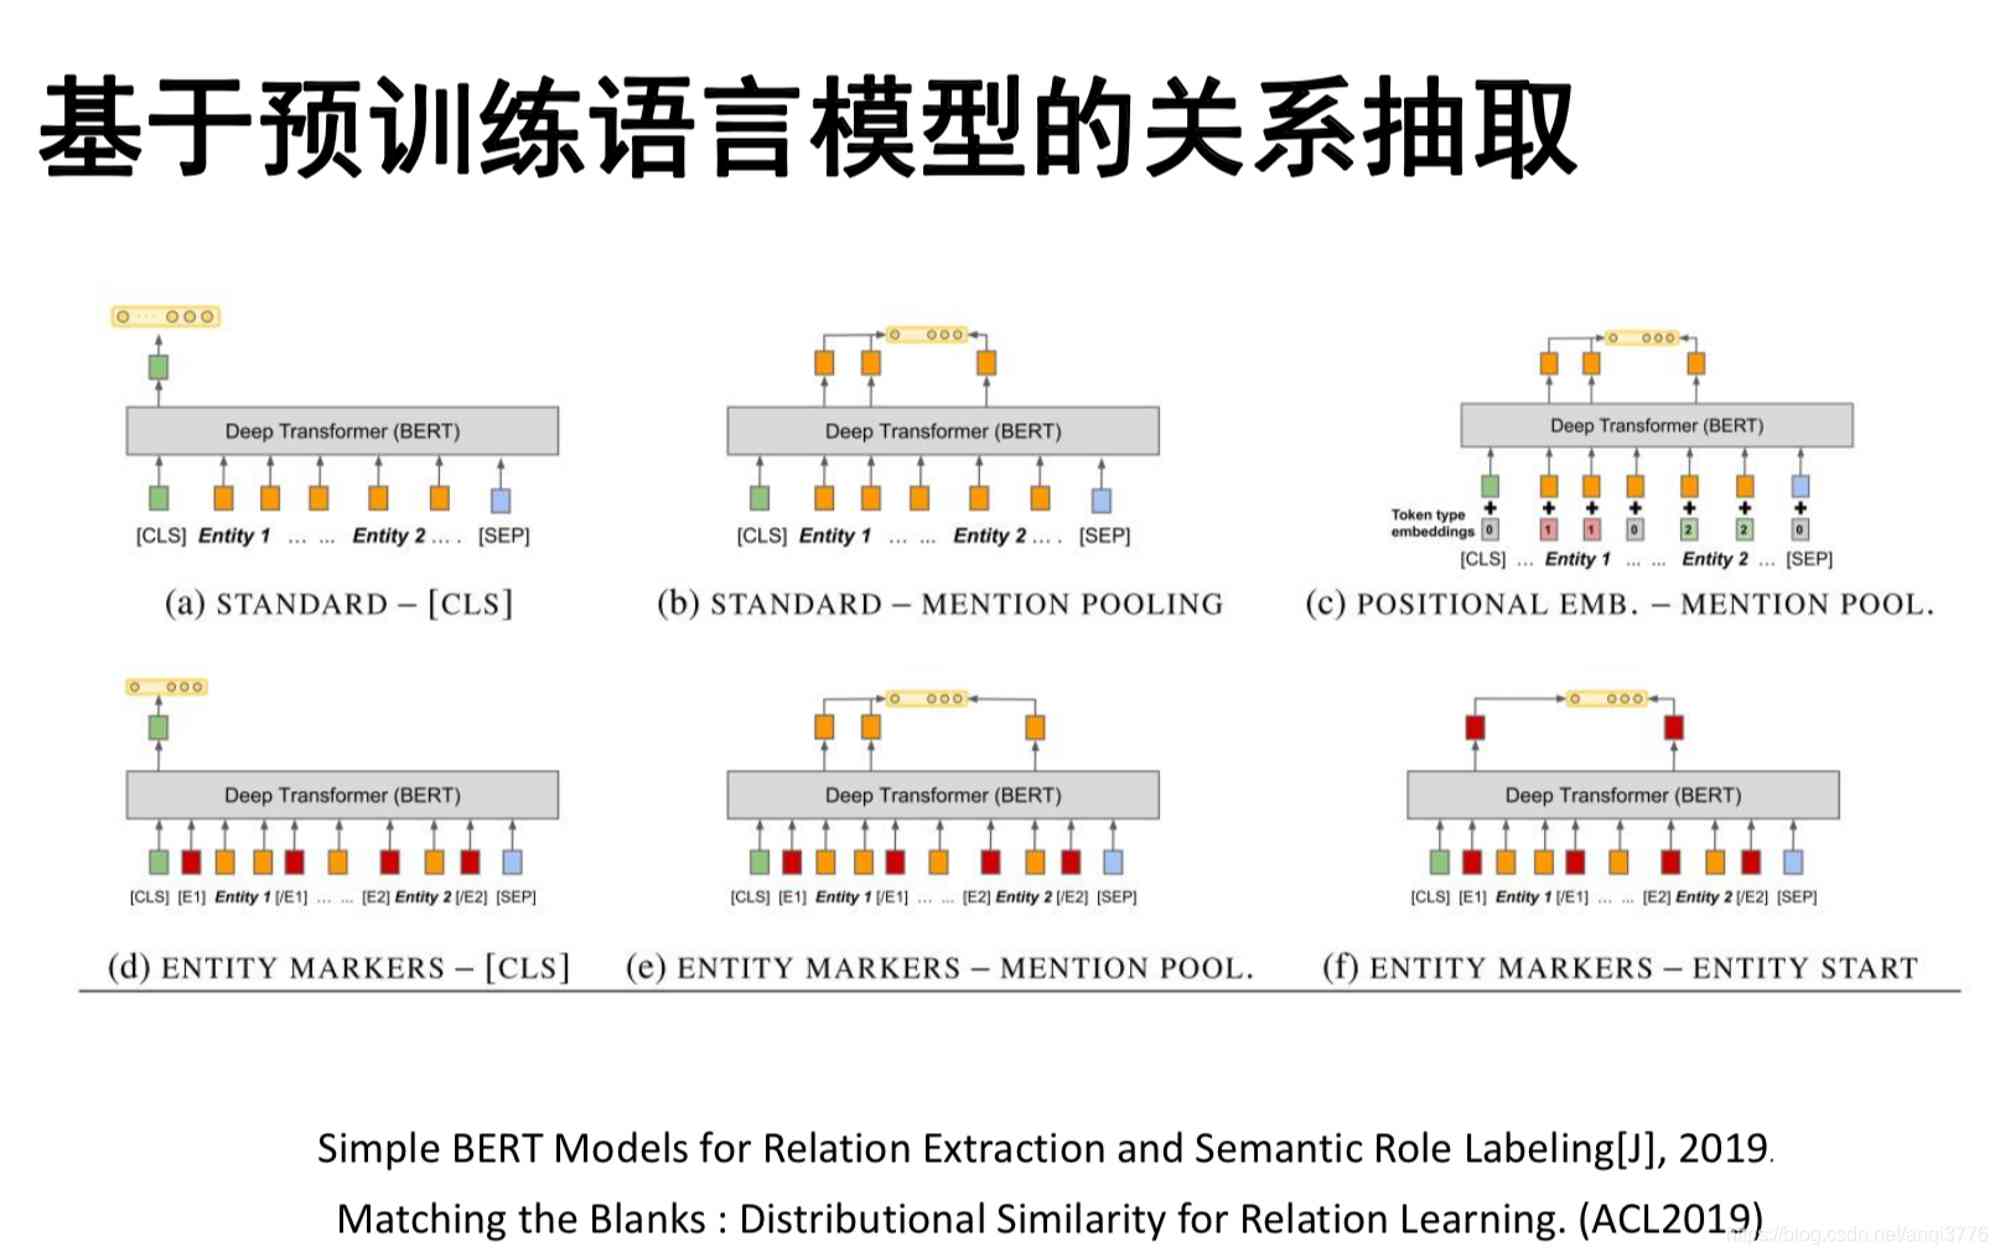 基于预训练语言模型的关系抽取
Deep Transformer (BERT)
[CLS] Entity 1 ... ... Entity 2 ... . [SEP]
(a) STANDARD – [CLS]
Deep Transformer (BERT)
[CLS] Entity 1 ... ... Entity 2 ... . [SEP]
(b) STANDARD – MENTION POOLING
Deep Transformer (BERT)
Token type
embeddings 0 1 1 0 2 2 0
[CLS] ... Entity 1 ... ... Entity 2 ... [SEP]
(c) POSITIONAL EMB. – MENTION POOL.
Deep Transformer (BERT)
[CLS] [E1] Entity 1 [/E1] ... ... [E2] Entity 2 [/E2] [SEP]
(d) ENTITY MARKERS – [CLS]
Deep Transformer (BERT)
[CLS] [E1] Entity 1 [/E1] ... ... [E2] Entity 2 [/E2] [SEP]
(e) ENTITY MARKERS – MENTION POOL.
Deep Transformer (BERT)
[CLS] [E1] Entity 1 [/E1] ... ... [E2] Entity 2 [/E2] [SEP]
(f) ENTITY MARKERS – ENTITY START
Simple BERT Models for Relation Extraction and Semantic Role Labeling[J], 2019.
Matching the Blanks : Distributional Similarity for Relation Learning. (ACL2019)
https://blog.csdn.net/anqi3776